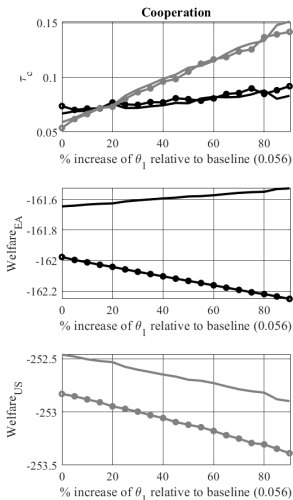 Cooperation
0.15
0.1
0.05
τc
0 20 40 60 80
% increase of θ1 relative to baseline (0.056)
-161.6
-161.8
-162
-162.2
WelfareEA
0 20 40 60 80
% increase of θ1 relative to baseline (0.056)
-252.5
-253
-253.5
WelfareUS
0 20 40 60 80
% increase of θ1 relative to baseline (0.056)